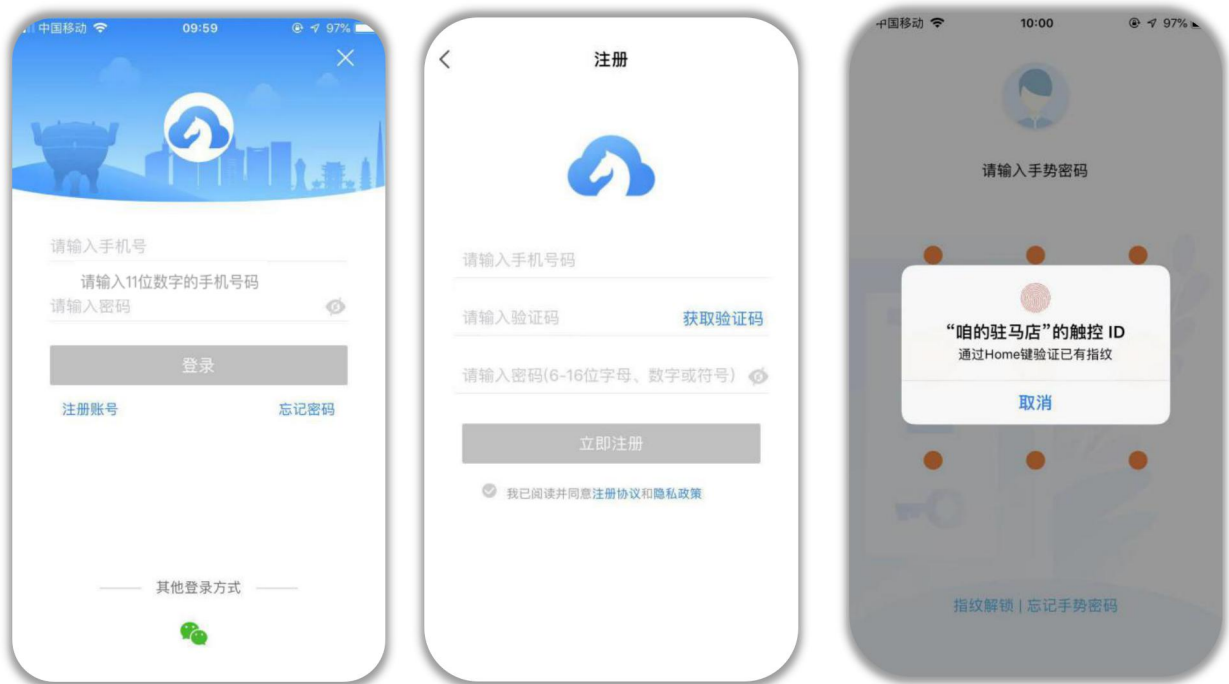 中国移动 09:59 97%
请输入手机号
请输入11位数字的手机号码
请输入密码
登录
注册账号 忘记密码
其他登录方式
注册
请输入手机号码
请输入验证码 获取验证码
请输入密码(6-16位字母、数字或符号)
立即注册
我已阅读并同意注册协议和隐私政策
中国移动 10:00 97%
请输入手势密码
“咱的驻马店”的触控 ID
通过Home键验证已有指纹
取消
指纹解锁 | 忘记手势密码